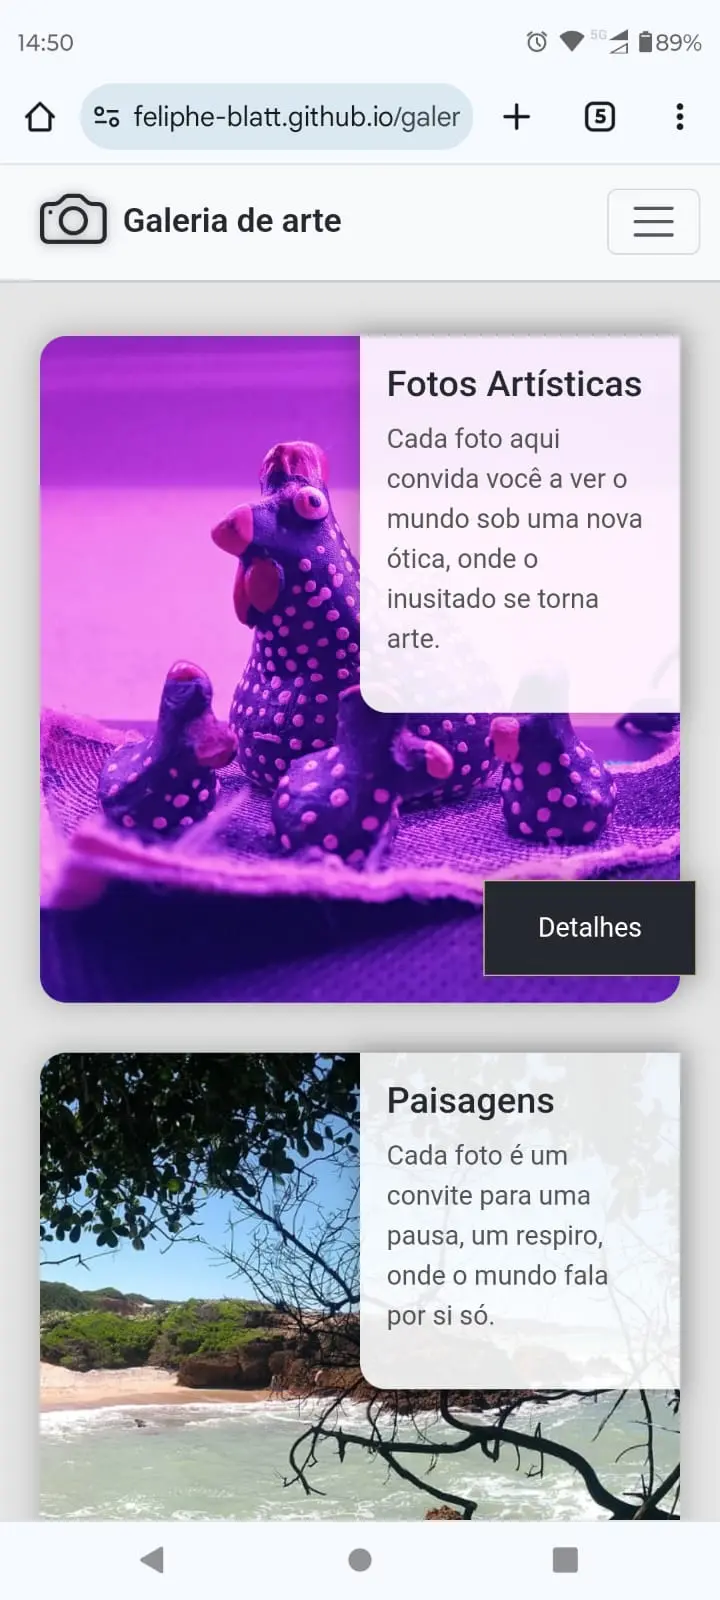 14:50
5G
89%
feliphe-blatt.github.io/galer
5
Galeria de arte
Fotos Artísticas
Cada foto aqui
convida você a ver o
mundo sob uma nova
ótica, onde o
inusitado se torna
arte.
Detalhes
Paisagens
Cada foto é um
convite para uma
pausa, um respiro,
onde o mundo fala
por si só.